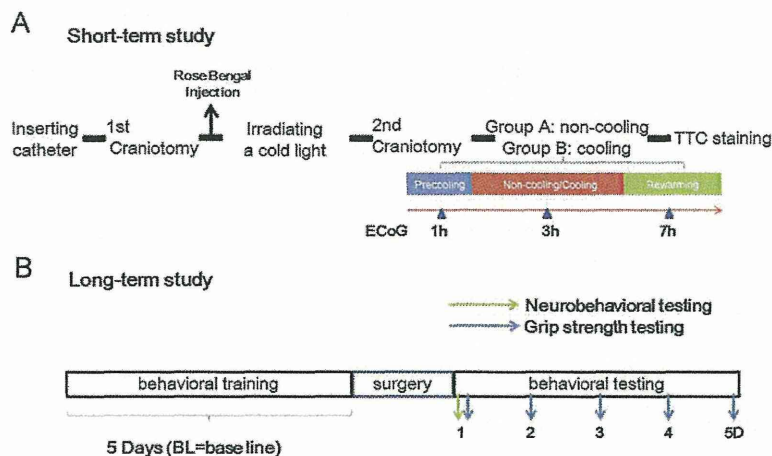 A
Short-term study
Rose Bengal
Injection
Inserting
catheter
1st
Craniotomy
Irradiating
a cold light
2nd
Craniotomy
Group A: non-cooling
Group B: cooling
TTC staining
Precooling
Non-cooling/Cooling
Rewarming
ECoG
1h
3h
7h
B
Long-term study
Neurobehavioral testing
Grip strength testing
behavioral training
surgery
behavioral testing
1
2
3
4
5D
5 Days (BL=baseline)